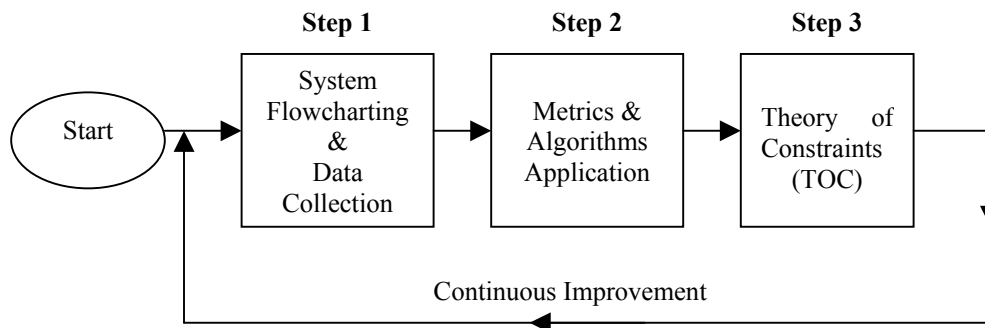 Step 1
Step 2
Step 3
Start
System
Flowcharting
&
Data
Collection
Metrics &
Algorithms
Application
Theory of
Constraints
(TOC)
Continuous Improvement